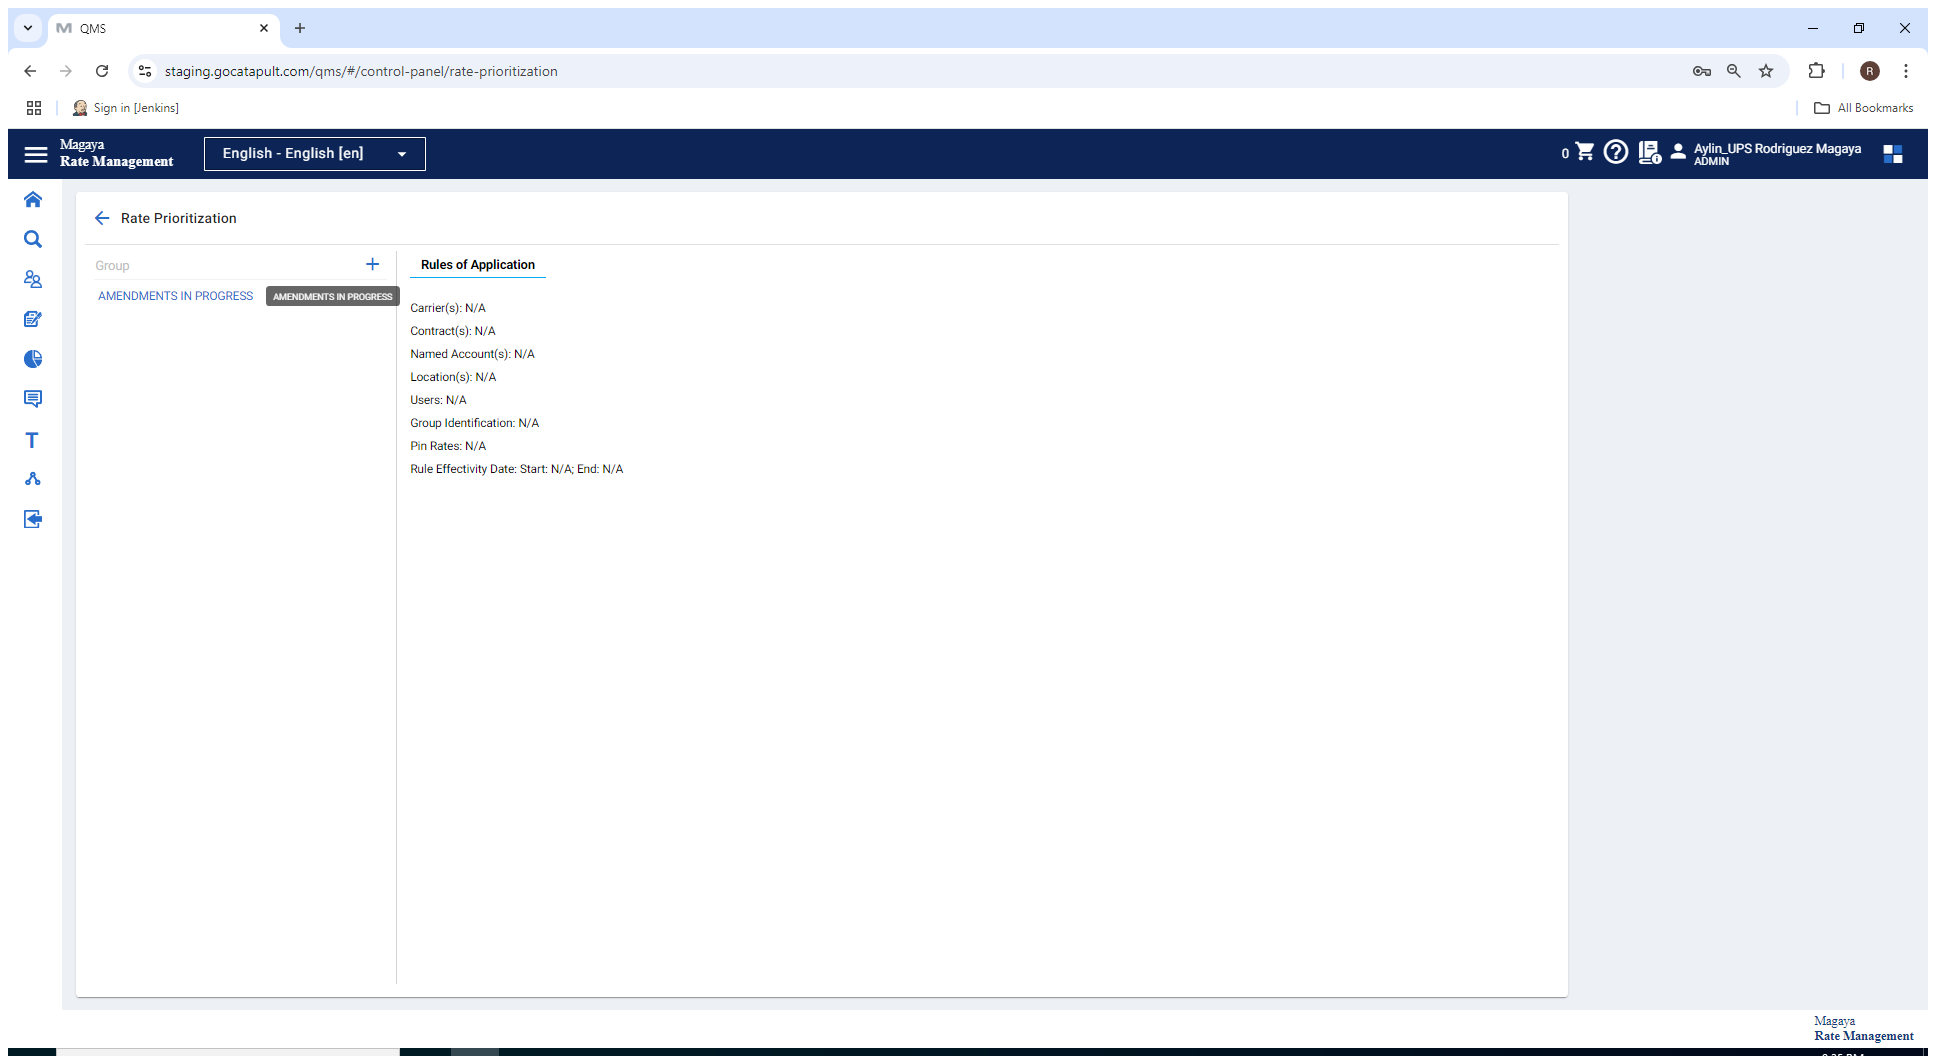 QMS
staging.gocatapult.com/qms/#/control-panel/rate-prioritization
R
Sign in [Jenkins]
All Bookmarks
Magaya
Rate Management
English - English [en]
0
Aylin_UPS Rodriguez Magaya
ADMIN
Rate Prioritization
Group
AMENDMENTS IN PROGRESS
AMENDMENTS IN PROGRESS
Rules of Application
Carrier(s): N/A
Contract(s): N/A
Named Account(s): N/A
Location(s): N/A
Users: N/A
Group Identification: N/A
Pin Rates: N/A
Rule Effectivity Date: Start: N/A; End: N/A
T
Magaya
Rate Management